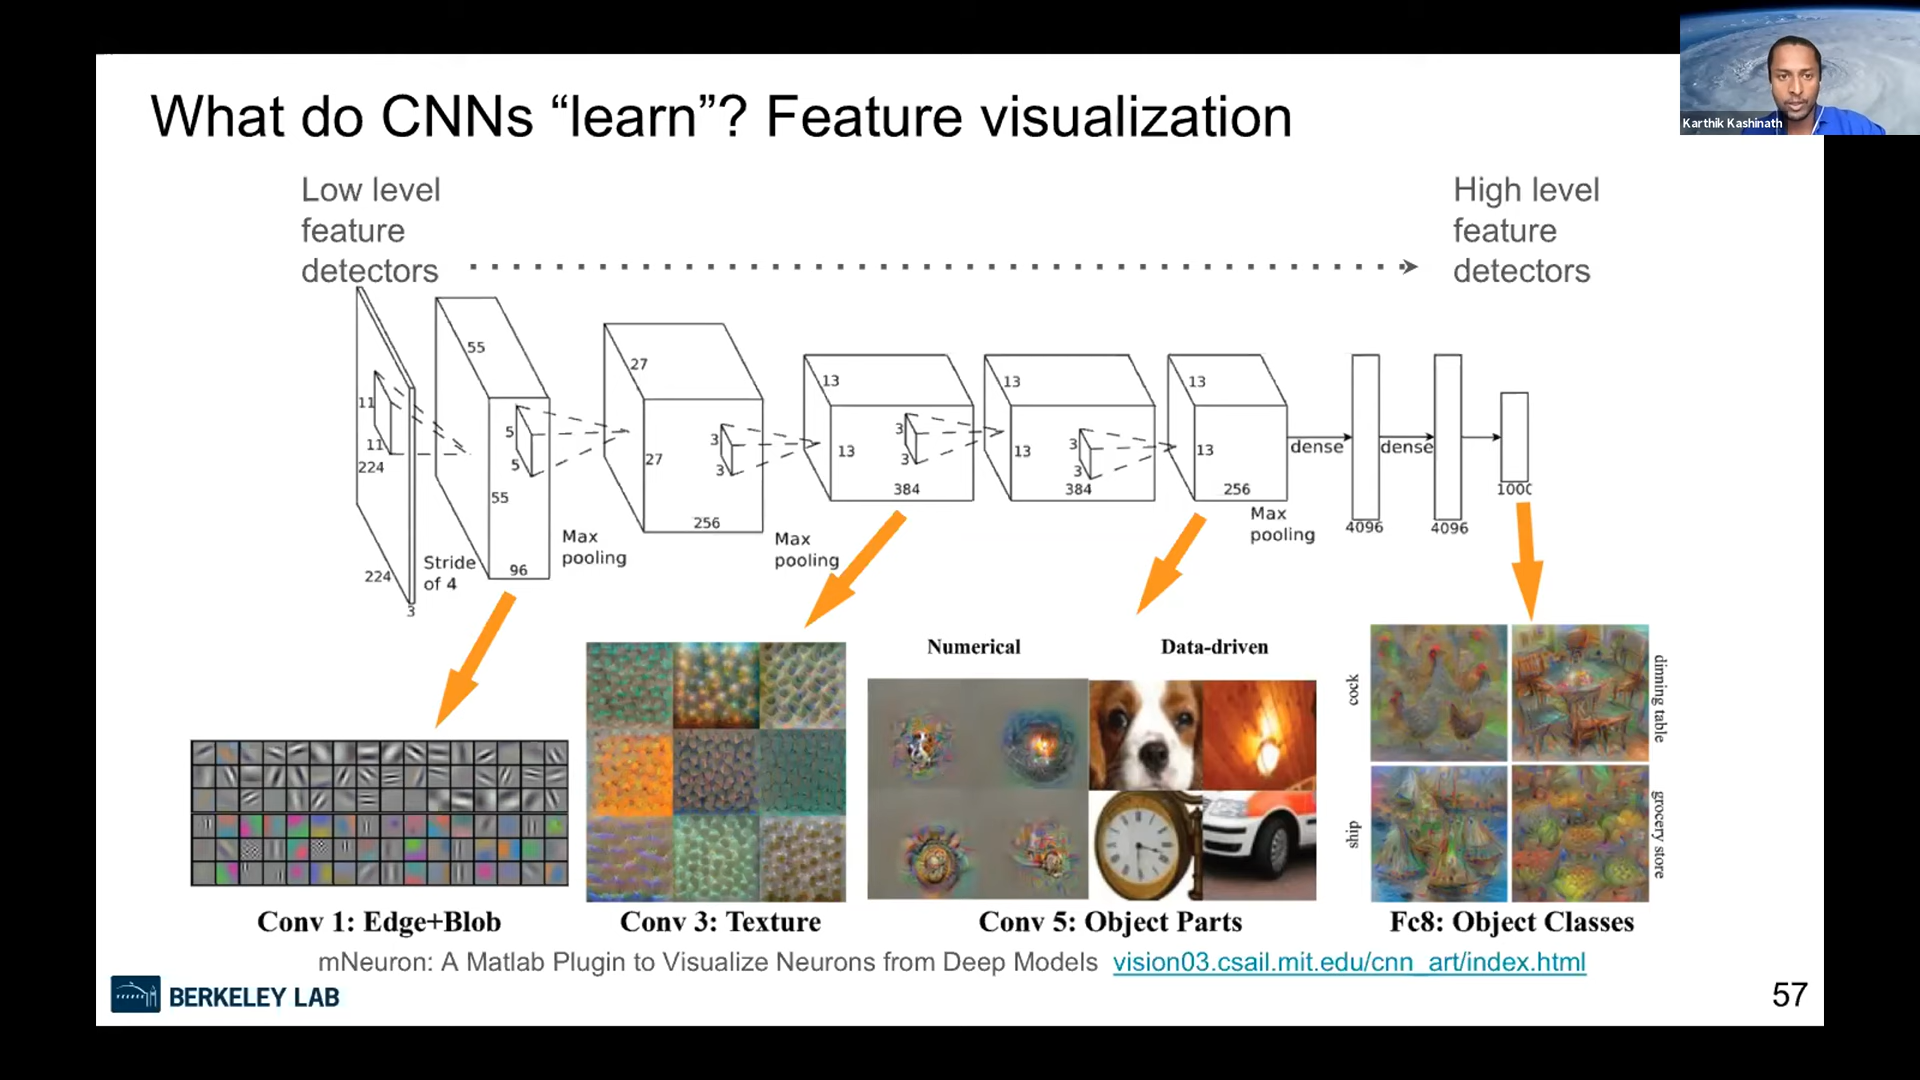 What do CNNs “learn”? Feature visualization
Karthik Kashinath
Low level
feature
detectors
High level
feature
detectors
11
11
224
224
3
Stride
of 4
55
5
5
55
96
Max
pooling
27
3
3
27
256
Max
pooling
13
3
3
13
384
13
3
3
13
384
13
13
256
Max
pooling
dense
4096
dense
4096
1000
Numerical
Data-driven
cock
dinning table
ship
grocery store
Conv 1: Edge+Blob
Conv 3: Texture
Conv 5: Object Parts
Fc8: Object Classes
mNeuron: A Matlab Plugin to Visualize Neurons from Deep Models vision03.csail.mit.edu/cnn_art/index.html
BERKELEY LAB
57